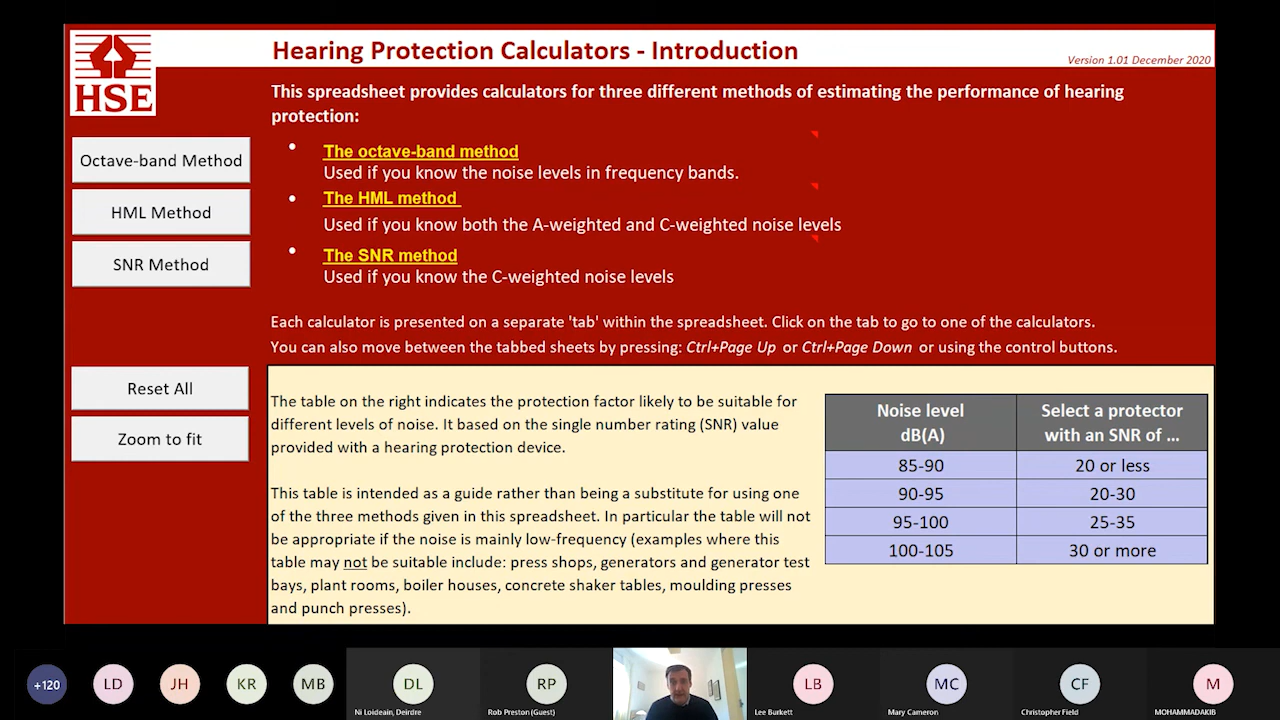 Hearing Protection Calculators - Introduction
Version 1.01 December 2020
HSE
This spreadsheet provides calculators for three different methods of estimating the performance of hearing
protection:
• The octave-band method
Used if you know the noise levels in frequency bands.
• The HML method
Used if you know both the A-weighted and C-weighted noise levels
• The SNR method
Used if you know the C-weighted noise levels
Octave-band Method
HML Method
SNR Method
Each calculator is presented on a separate 'tab' within the spreadsheet. Click on the tab to go to one of the calculators.
You can also move between the tabbed sheets by pressing: Ctrl+Page Up or Ctrl+Page Down or using the control buttons.
Reset All
Zoom to fit
The table on the right indicates the protection factor likely to be suitable for
different levels of noise. It based on the single number rating (SNR) value
provided with a hearing protection device.
This table is intended as a guide rather than being a substitute for using one
of the three methods given in this spreadsheet. In particular the table will not
be appropriate if the noise is mainly low-frequency (examples where this
table may not be suitable include: press shops, generators and generator test
bays, plant rooms, boiler houses, concrete shaker tables, moulding presses
and punch presses).
Noise level Select a protector
dB(A) with an SNR of ...
85-90 20 or less
90-95 20-30
95-100 25-35
100-105 30 or more
+120 LD JH KR MB DL RP LB MC CF M
Ni Loideain, Deirdre Rob Preston (Guest) Lee Burkett Mary Cameron Christopher Field MOHAMMADAKIB